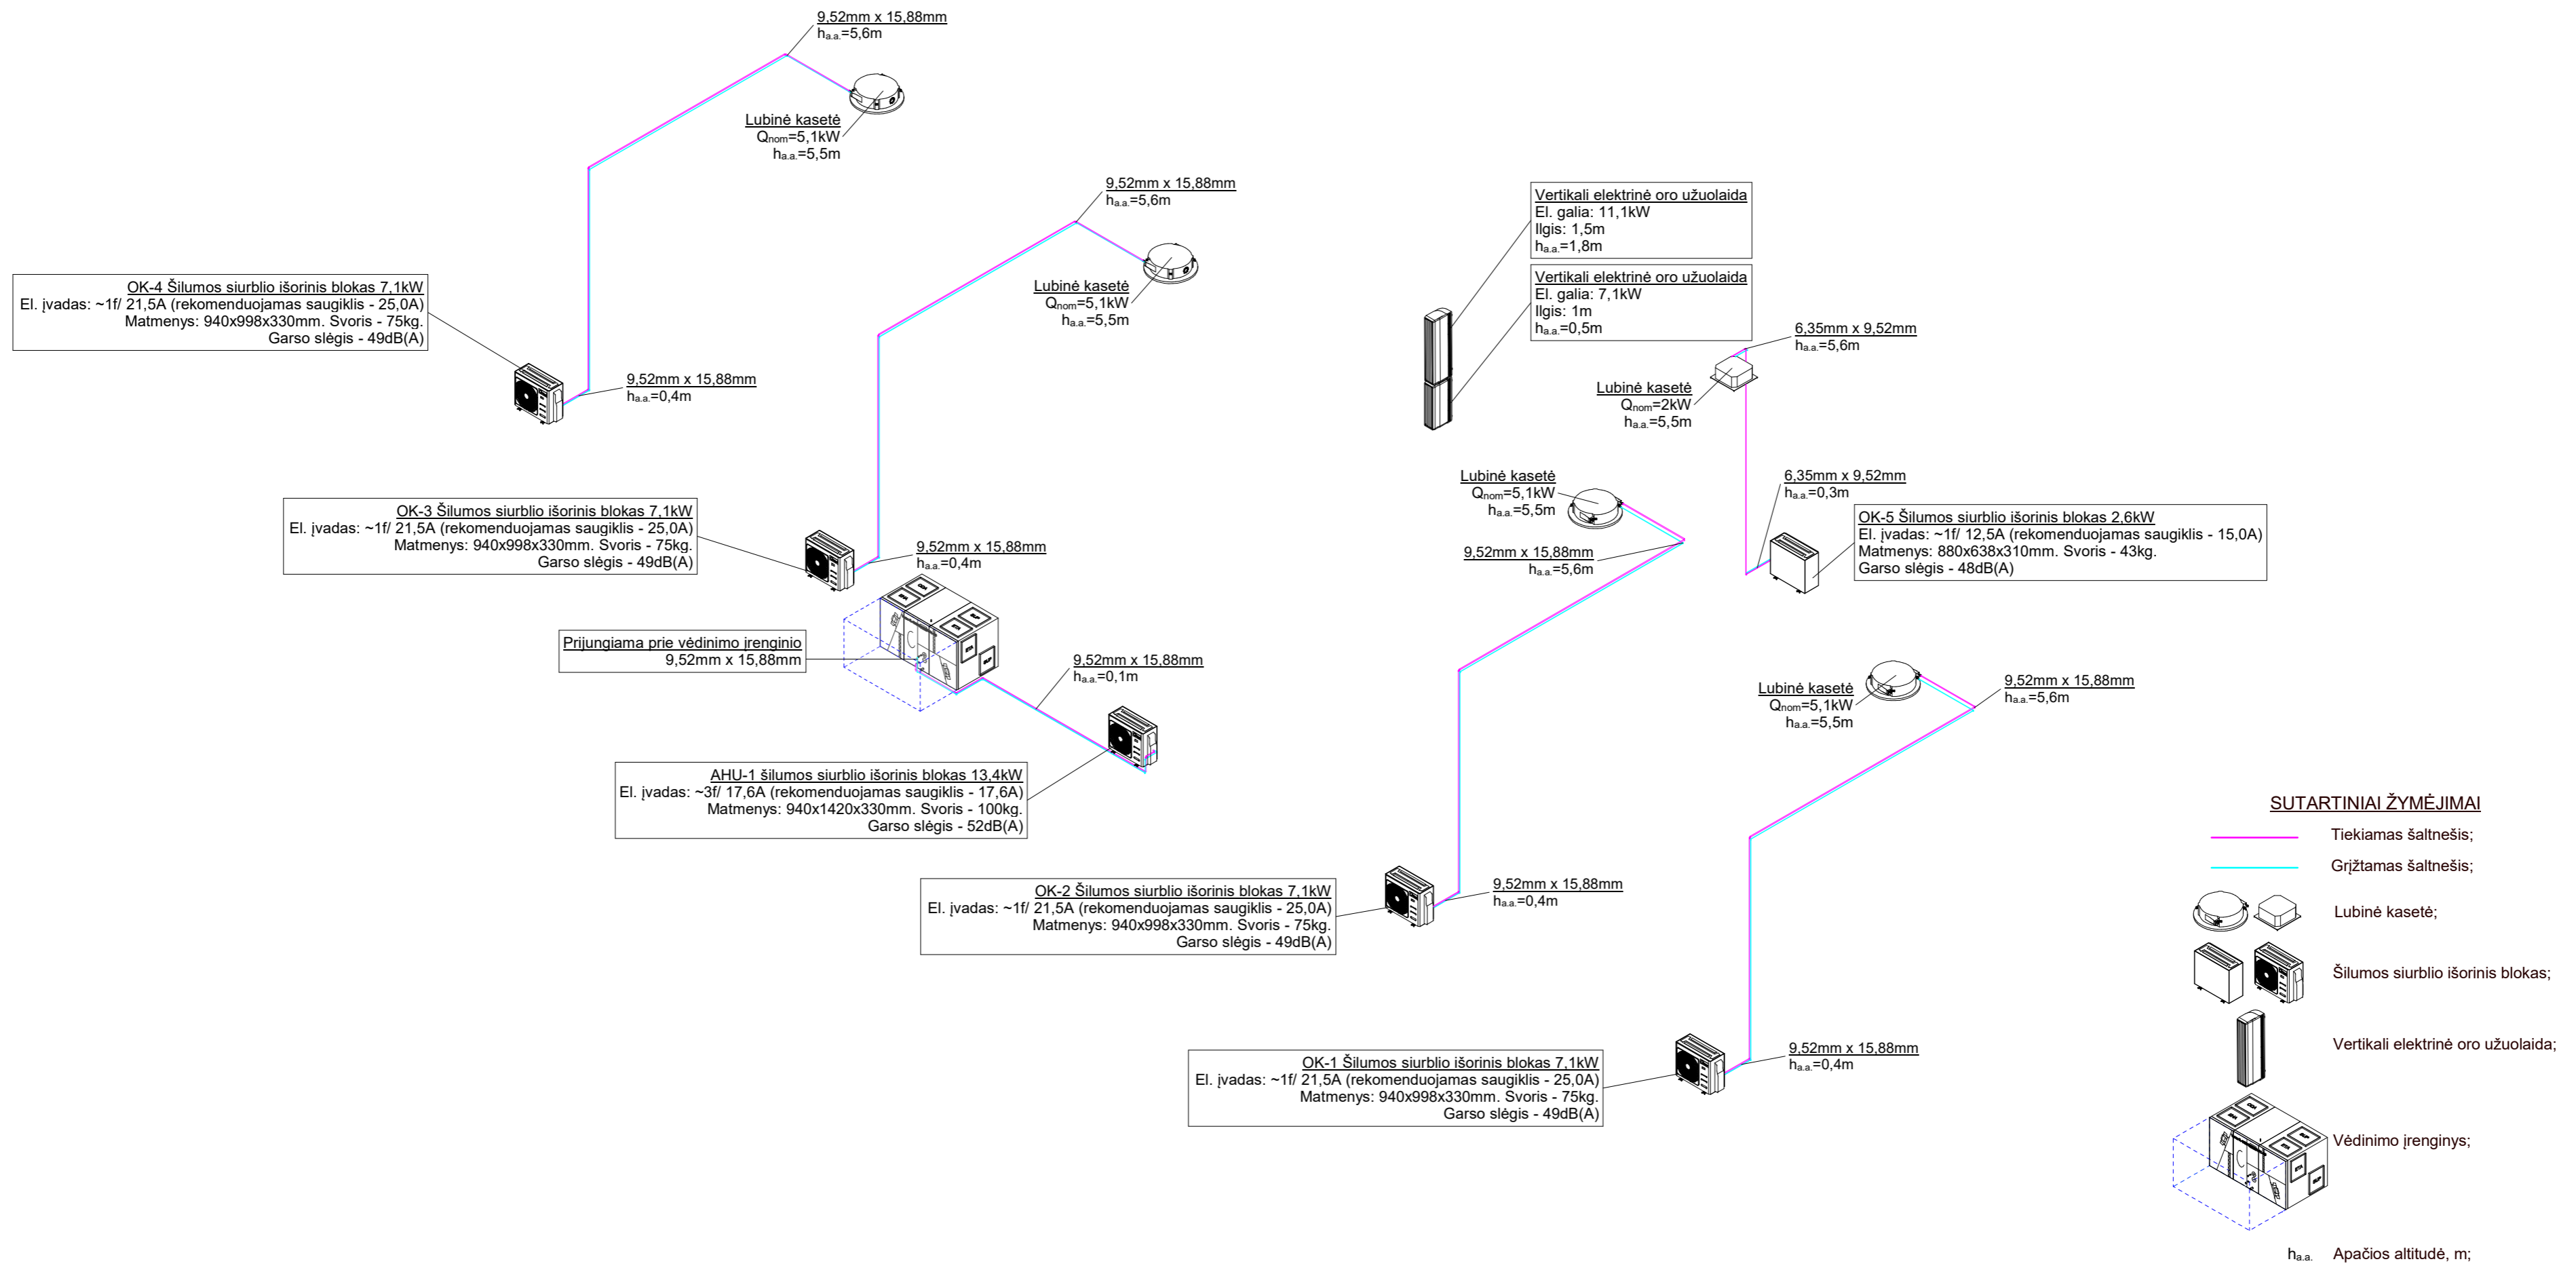 9,52mm x 15,88mm
ha.a.=5,6m
Lubinė kasetė
Qnom=5,1kW
ha.a.=5,5m
OK-4 Šilumos siurblio išorinis blokas 7,1kW
El. įvadas: ~1f/ 21,5A (rekomenduojamas saugiklis - 25,0A)
Matmenys: 940x998x330mm. Svoris - 75kg.
Garso slėgis - 49dB(A)
9,52mm x 15,88mm
ha.a.=0,4m
9,52mm x 15,88mm
ha.a.=5,6m
Lubinė kasetė
Qnom=5,1kW
ha.a.=5,5m
OK-3 Šilumos siurblio išorinis blokas 7,1kW
El. įvadas: ~1f/ 21,5A (rekomenduojamas saugiklis - 25,0A)
Matmenys: 940x998x330mm. Svoris - 75kg.
Garso slėgis - 49dB(A)
9,52mm x 15,88mm
ha.a.=0,4m
Prijungiama prie vėdinimo įrenginio
9,52mm x 15,88mm
9,52mm x 15,88mm
ha.a.=0,1m
AHU-1 šilumos siurblio išorinis blokas 13,4kW
El. įvadas: ~3f/ 17,6A (rekomenduojamas saugiklis - 17,6A)
Matmenys: 940x1420x330mm. Svoris - 100kg.
Garso slėgis - 52dB(A)
Vertikali elektrinė oro užuolaida
El. galia: 11,1kW
Ilgis: 1,5m
ha.a.=1,8m
Vertikali elektrinė oro užuolaida
El. galia: 7,1kW
Ilgis: 1m
ha.a.=0,5m
6,35mm x 9,52mm
ha.a.=5,6m
Lubinė kasetė
Qnom=2kW
ha.a.=5,5m
6,35mm x 9,52mm
ha.a.=0,3m
OK-5 Šilumos siurblio išorinis blokas 2,6kW
El. įvadas: ~1f/ 12,5A (rekomenduojamas saugiklis - 15,0A)
Matmenys: 880x638x310mm. Svoris - 43kg.
Garso slėgis - 48dB(A)
Lubinė kasetė
Qnom=5,1kW
ha.a.=5,5m
9,52mm x 15,88mm
ha.a.=5,6m
OK-2 Šilumos siurblio išorinis blokas 7,1kW
El. įvadas: ~1f/ 21,5A (rekomenduojamas saugiklis - 25,0A)
Matmenys: 940x998x330mm. Svoris - 75kg.
Garso slėgis - 49dB(A)
9,52mm x 15,88mm
ha.a.=0,4m
Lubinė kasetė
Qnom=5,1kW
ha.a.=5,5m
9,52mm x 15,88mm
ha.a.=5,6m
OK-1 Šilumos siurblio išorinis blokas 7,1kW
El. įvadas: ~1f/ 21,5A (rekomenduojamas saugiklis - 25,0A)
Matmenys: 940x998x330mm. Svoris - 75kg.
Garso slėgis - 49dB(A)
9,52mm x 15,88mm
ha.a.=0,4m
SUTARTINIAI ŽYMĖJIMAI
Tiekiamas šaltnešis;
Grįžtamas šaltnešis;
Lubinė kasetė;
Šilumos siurblio išorinis blokas;
Vertikali elektrinė oro užuolaida;
Vėdinimo įrenginys;
ha.a. Apačios altitudė, m;